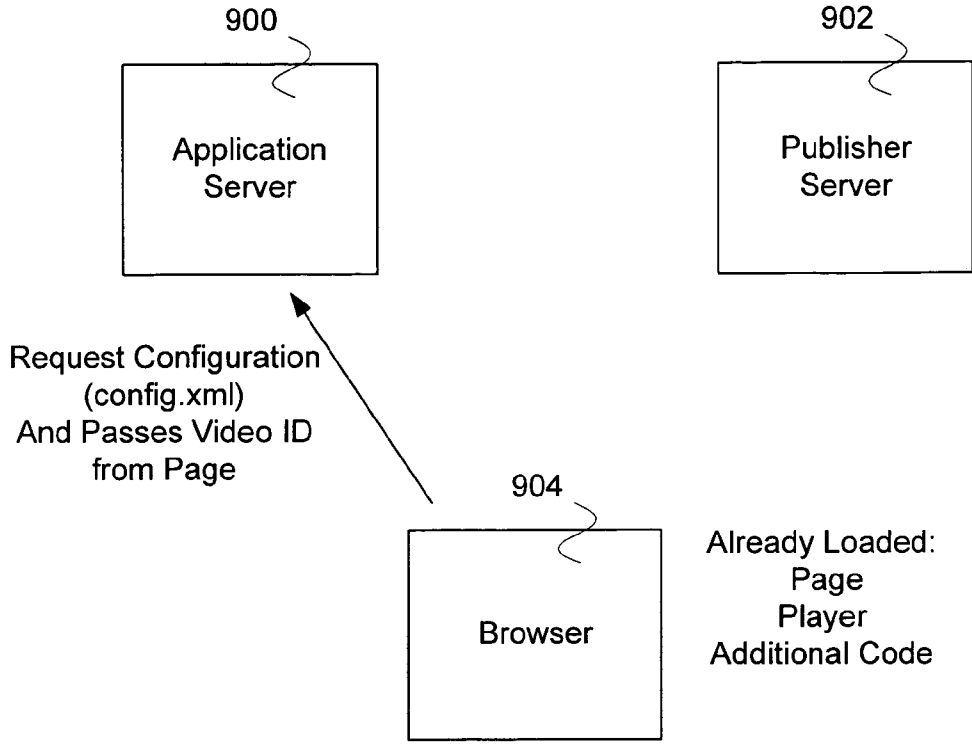 900
902
Application
Server
Publisher
Server
Request Configuration
(config.xml)
And Passes Video ID
from Page
904
Browser
Already Loaded:
Page
Player
Additional Code